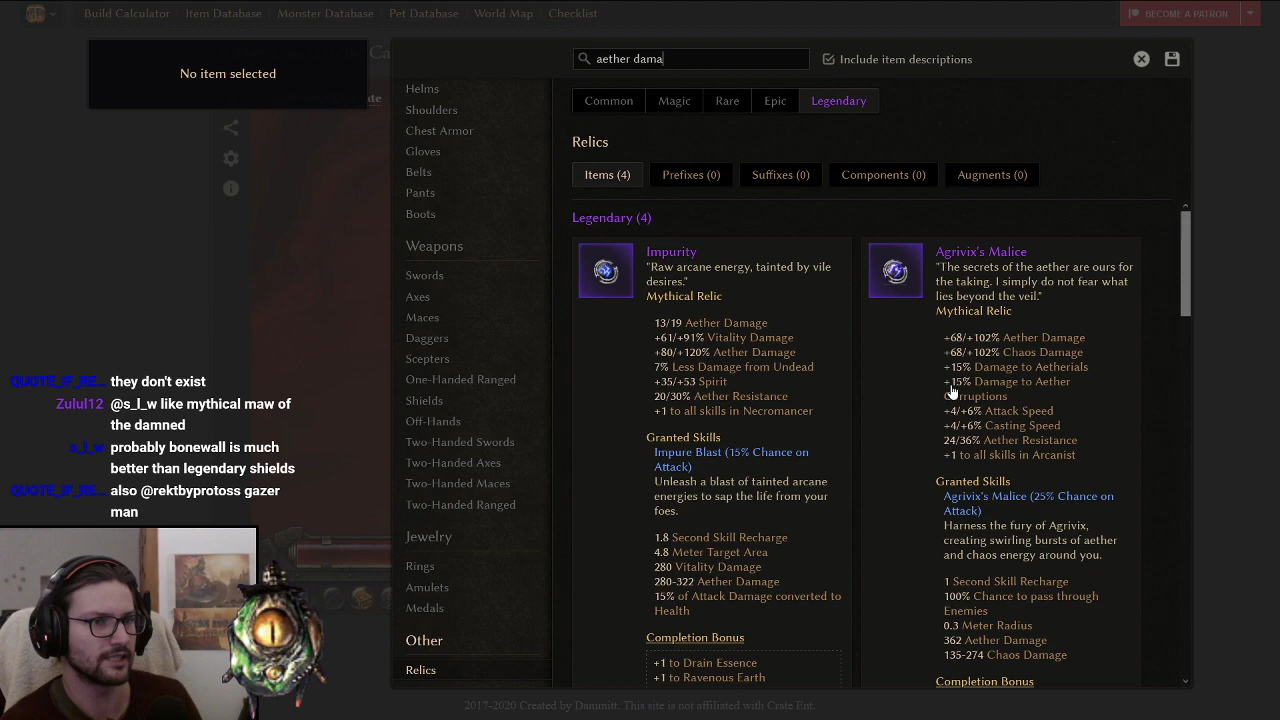 Build Calculator Item Database Monster Database Pet Database World Map Checklist
BECOME A PATRON
No item selected
aether dama
Include item descriptions
Helms
Shoulders
Chest Armor
Gloves
Belts
Pants
Boots
Weapons
Swords
Axes
Maces
Daggers
Scepters
One-Handed Ranged
Shields
Off-Hands
Two-Handed Swords
Two-Handed Axes
Two-Handed Maces
Two-Handed Ranged
Jewelry
Rings
Amulets
Medals
Other
Relics
Common Magic Rare Epic Legendary
Relics
Items (4) Prefixes (0) Suffixes (0) Components (0) Augments (0)
Legendary (4)
Impurity
"Raw arcane energy, tainted by vile
desires."
Mythical Relic
13/19 Aether Damage
+61/+91% Vitality Damage
+80/+120% Aether Damage
7% Less Damage from Undead
+35/+53 Spirit
20/30% Aether Resistance
+1 to all skills in Necromancer
Granted Skills
Impure Blast (15% Chance on
Attack)
Unleash a blast of tainted arcane
energies to sap the life from your
foes.
1.8 Second Skill Recharge
4.8 Meter Target Area
280 Vitality Damage
280-322 Aether Damage
15% of Attack Damage converted to
Health
Completion Bonus
+1 to Drain Essence
+1 to Ravenous Earth
Agrivix's Malice
"The secrets of the aether are ours for
the taking. I simply do not fear what
lies beyond the veil."
Mythical Relic
+68/+102% Aether Damage
+68/+102% Chaos Damage
+15% Damage to Aetherials
+15% Damage to Aether
Corruptions
+4/+6% Attack Speed
+4/+6% Casting Speed
24/36% Aether Resistance
+1 to all skills in Arcanist
Granted Skills
Agrivix's Malice (25% Chance on
Attack)
Harness the fury of Agrivix,
creating swirling bursts of aether
and chaos energy around you.
1 Second Skill Recharge
100% Chance to pass through
Enemies
0.3 Meter Radius
362 Aether Damage
135-274 Chaos Damage
Completion Bonus
QUOTE_IF_RE... they don't exist
Zulul12 @s_l_w like mythical maw of
the damned
s_l_w probably bonewall is much
better than legendary shields
QUOTE_IF_RE... also @rektbyprotoss gazer
man
2017-2020 Created by Dammitt. This site is not affiliated with Crate Ent.